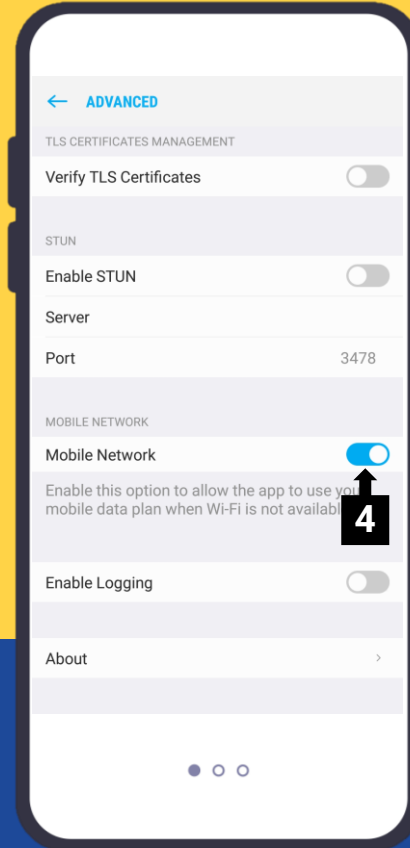 ← ADVANCED
TLS CERTIFICATES MANAGEMENT
Verify TLS Certificates
STUN
Enable STUN
Server
Port 3478
MOBILE NETWORK
Mobile Network
Enable this option to allow the app to use your
mobile data plan when Wi-Fi is not availabl
4
Enable Logging
About >